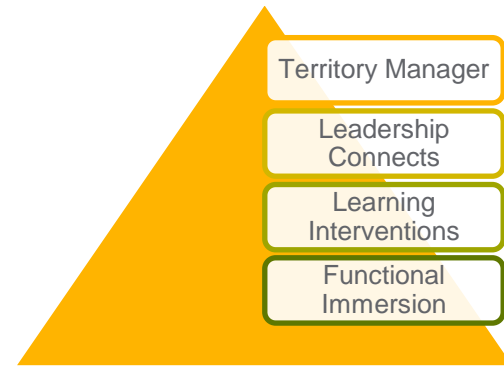 Territory Manager
Leadership
Connects
Learning
Interventions
Functional
Immersion